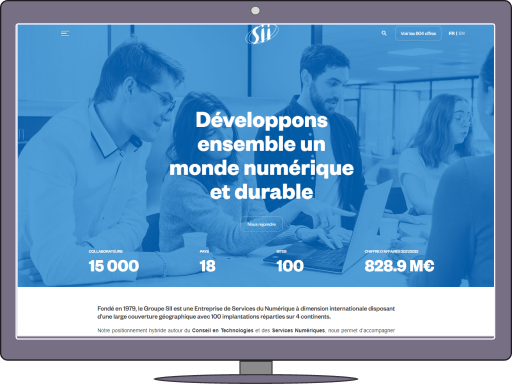 Sii
Voir les 804 offres
FR | EN
Développons
ensemble un
monde numérique
et durable
Nous rejoindre
COLLABORATEURS
PAYS
SITES
CHIFFRE D'AFFAIRES
15 000
18
100
828.9 M€
Fondé en 1979, le Groupe SII est une Entreprise de Services du Numérique à dimension internationale disposant
d'une large couverture géographique avec 100 implantations réparties sur 4 continents.
Notre positionnement hybride autour du Conseil en Technologies et des Services Numériques, nous permet d'accompagner